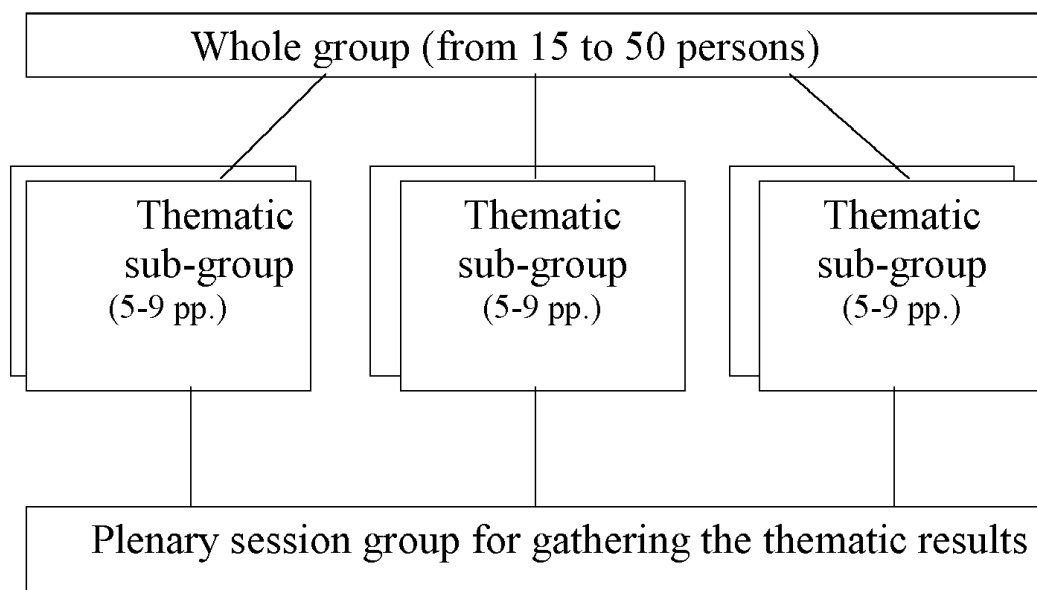 Whole group (from 15 to 50 persons)
Thematic
sub-group
(5-9 pp.)
Thematic
sub-group
(5-9 pp.)
Thematic
sub-group
(5-9 pp.)
Plenary session group for gathering the thematic results